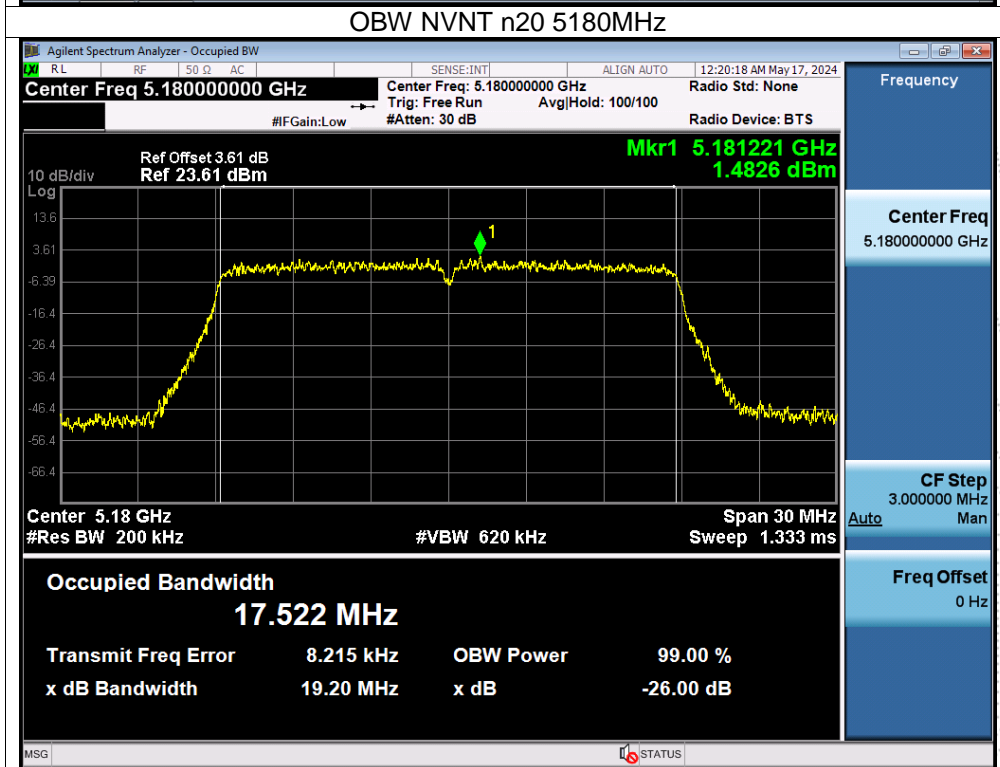 OBW NVNT n20 5180MHz
Agilent Spectrum Analyzer - Occupied BW
LXI RL RF 50 Ω AC SENSE:INT ALIGN AUTO 12:20:18 AM May 17, 2024
Center Freq 5.180000000 GHz
Center Freq: 5.180000000 GHz
Radio Std: None
Trig: Free Run Avg|Hold: 100/100
#IFGain:Low #Atten: 30 dB Radio Device: BTS
Mkr1 5.181221 GHz
1.4826 dBm
Ref Offset 3.61 dB
10 dB/div Ref 23.61 dBm
Log
13.6
3.61
-6.39
-16.4
-26.4
-36.4
-46.4
-56.4
-66.4
1
Center 5.18 GHz Span 30 MHz
#Res BW 200 kHz #VBW 620 kHz Sweep 1.333 ms
Occupied Bandwidth
17.522 MHz
Transmit Freq Error 8.215 kHz OBW Power 99.00 %
x dB Bandwidth 19.20 MHz x dB -26.00 dB
Frequency
Center Freq
5.180000000 GHz
CF Step
3.000000 MHz
Auto Man
Freq Offset
0 Hz
MSG STATUS